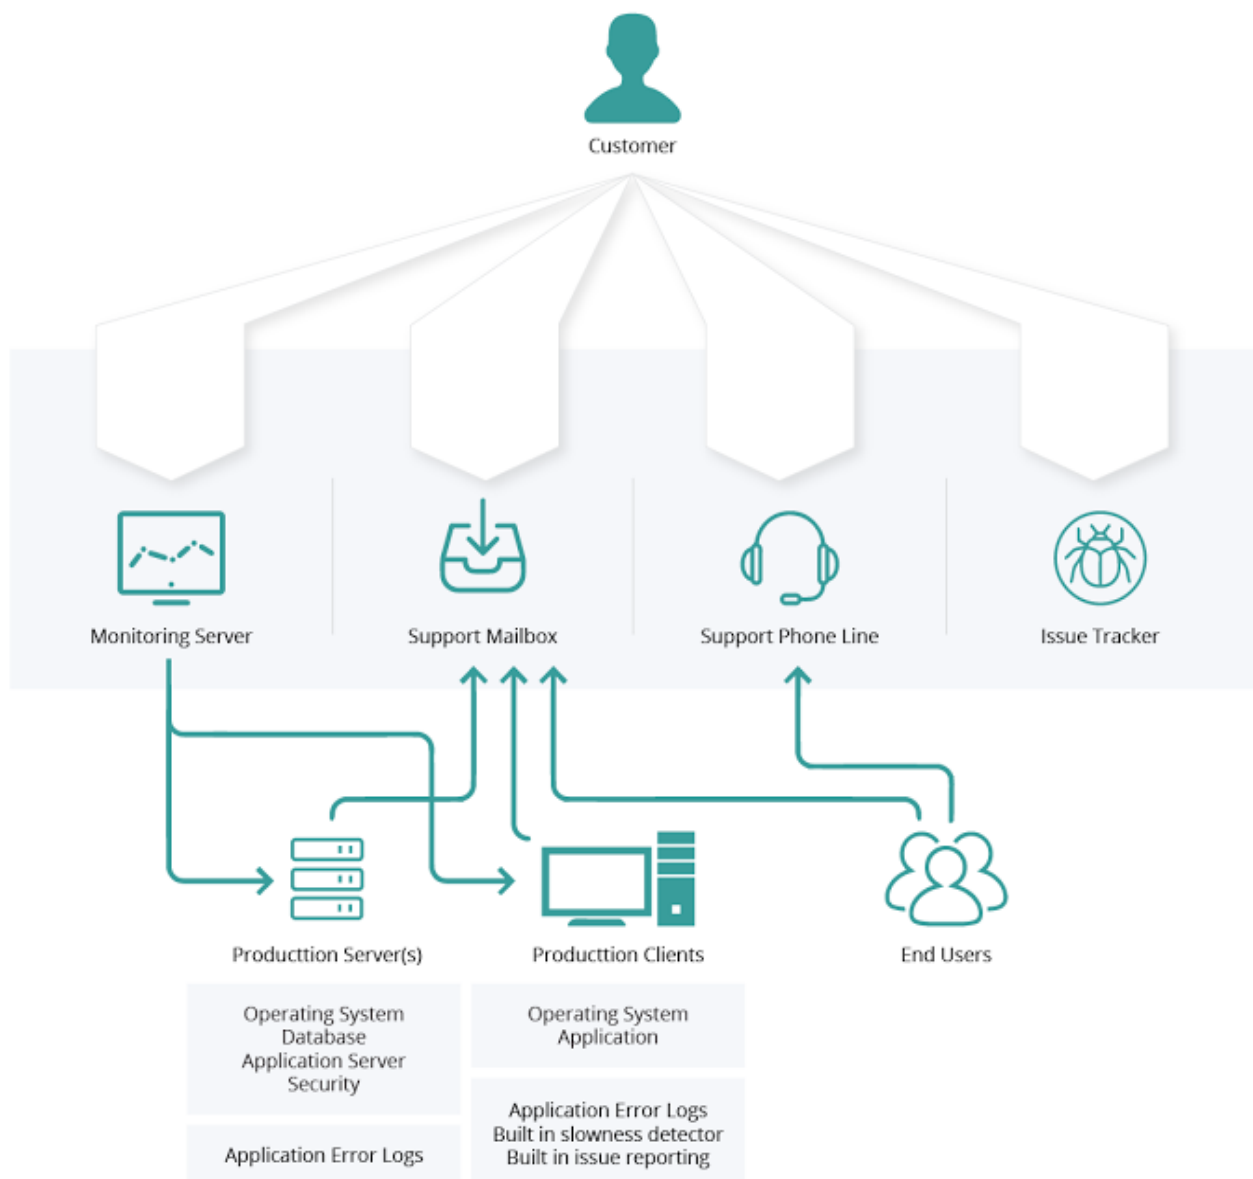 Customer
Monitoring Server
Support Mailbox
Support Phone Line
Issue Tracker
Producttion Server(s)
Producttion Clients
End Users
Operating System
Database
Application Server
Security
Application Error Logs
Operating System
Application
Application Error Logs
Built in slowness detector
Built in issue reporting